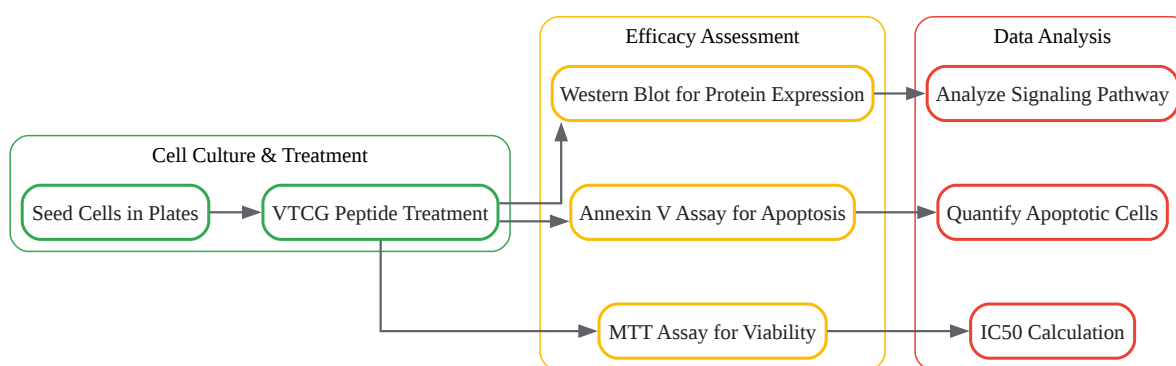 Efficacy Assessment
Data Analysis
Western Blot for Protein Expression
Analyze Signaling Pathway
Cell Culture & Treatment
Seed Cells in Plates
VTCG Peptide Treatment
Annexin V Assay for Apoptosis
Quantify Apoptotic Cells
MTT Assay for Viability
IC50 Calculation